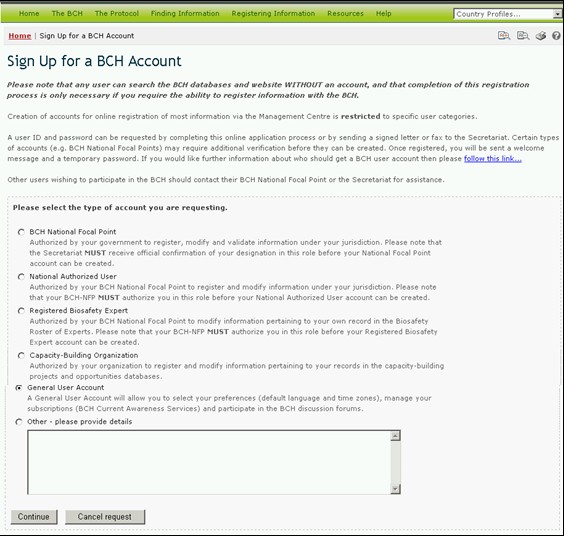 Home The BCH The Protocol Finding Information Registering Information Resources Help Country Profiles...
Home | Sign Up for a BCH Account
Sign Up for a BCH Account
Please note that any user can search the BCH databases and website WITHOUT an account, and that completion of this registration
process is only necessary if you require the ability to register information with the BCH.
Creation of accounts for online registration of most information via the Management Centre is restricted to specific user categories.
A user ID and password can be requested by completing this online application process or by sending a signed letter or fax to the Secretariat. Certain types
of accounts (e.g. BCH National Focal Points) may require additional verification before they can be created. Once registered, you will be sent a welcome
message and a temporary password. If you would like further information about who should get a BCH user account then please follow this link...
Other users wishing to participate in the BCH should contact their BCH National Focal Point or the Secretariat for assistance.
Please select the type of account you are requesting.
BCH National Focal Point
Authorized by your government to register, modify and validate information under your jurisdiction. Please note that
the Secretariat MUST receive official confirmation of your designation in this role before your National Focal Point
account can be created.
National Authorized User
Authorized by your BCH National Focal Point to register and modify information under your jurisdiction. Please note
that your BCH-NFP MUST authorize you in this role before your National Authorized User account can be created.
Registered Biosafety Expert
Authorized by your BCH National Focal Point to modify information pertaining to your own record in the Biosafety
Roster of Experts. Please note that your BCH-NFP MUST authorize you in this role before your Registered Biosafety
Expert account can be created.
Capacity-Building Organization
Authorized by your organization to register and modify information pertaining to your records in the capacity-building
projects and opportunities databases.
General User Account
A General User Account will allow you to select your preferences (default language and time zones), manage your
subscriptions (BCH Current Awareness Services) and participate in the BCH discussion forums.
Other - please provide details
Continue Cancel request